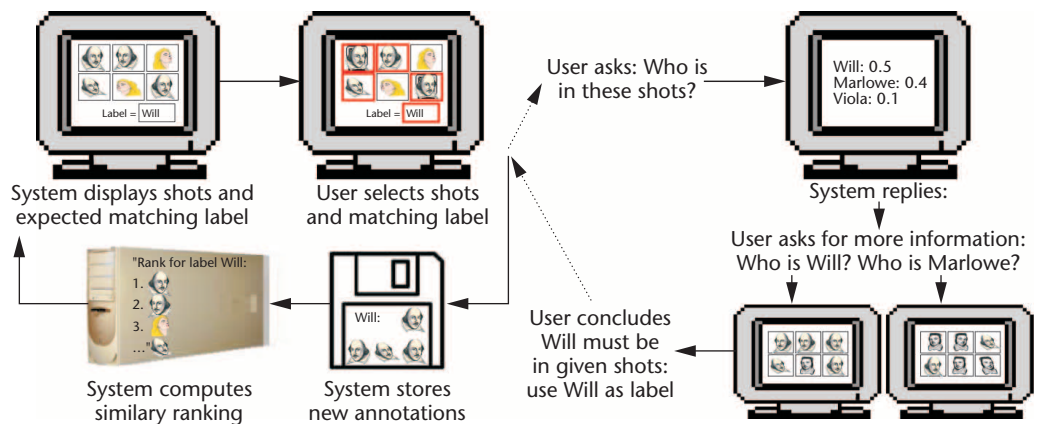 Label = Will
System displays shots and
expected matching label
Label = Will
User selects shots
and matching label
User asks: Who is
in these shots?
Will: 0.5
Marlowe: 0.4
Viola: 0.1
System replies:
User asks for more information:
Who is Will? Who is Marlowe?
User concludes
Will must be
in given shots:
use Will as label
Will:
System stores
new annotations
"Rank for label Will:
1.
2.
3.
..."
System computes
similary ranking